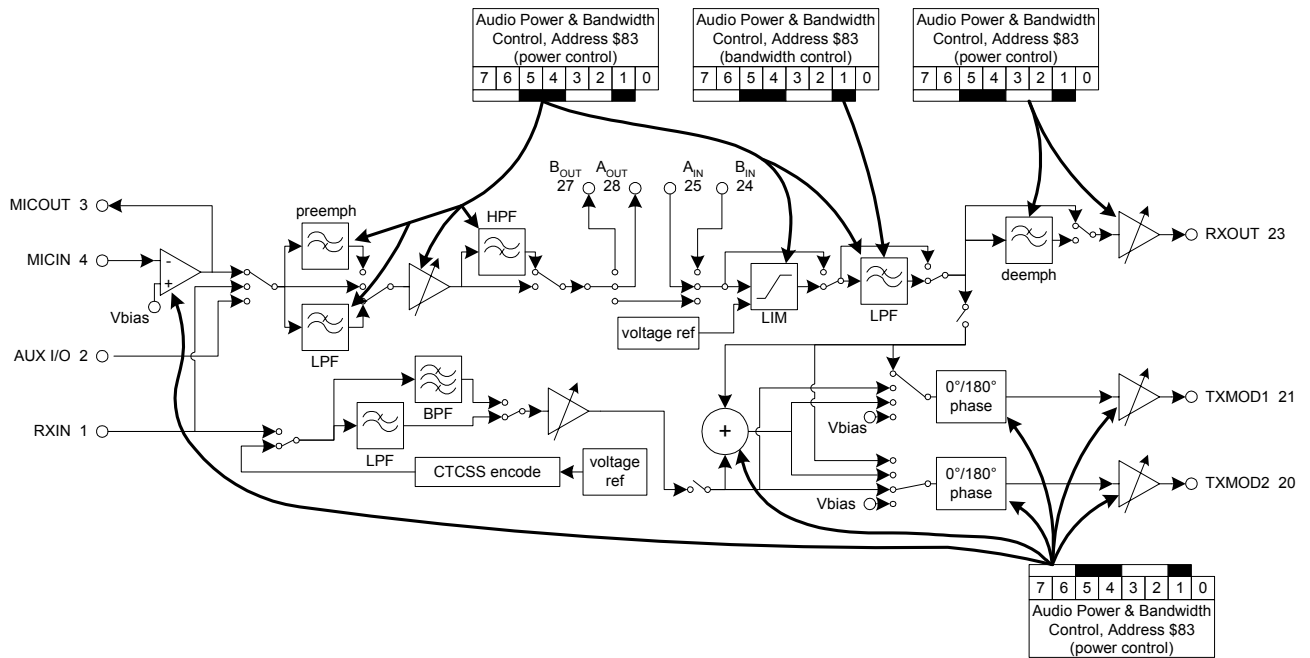 Audio Power & Bandwidth
Control, Address $83
(power control)
7 6 5 4 3 2 1 0
Audio Power & Bandwidth
Control, Address $83
(bandwidth control)
7 6 5 4 3 2 1 0
Audio Power & Bandwidth
Control, Address $83
(power control)
7 6 5 4 3 2 1 0
BOUT
27
AOUT
28
AIN
25
BIN
24
MICOUT 3
preemph
HPF
RXOUT 23
MICIN 4
-
+
deemph
Vbias
LIM
LPF
voltage ref
LPF
AUX I/O 2
0°/180°
phase
TXMOD1 21
BPF
RXIN 1
+
Vbias
LPF
CTCSS encode
voltage
ref
0°/180°
phase
TXMOD2 20
Vbias
7 6 5 4 3 2 1 0
Audio Power & Bandwidth
Control, Address $83
(power control)